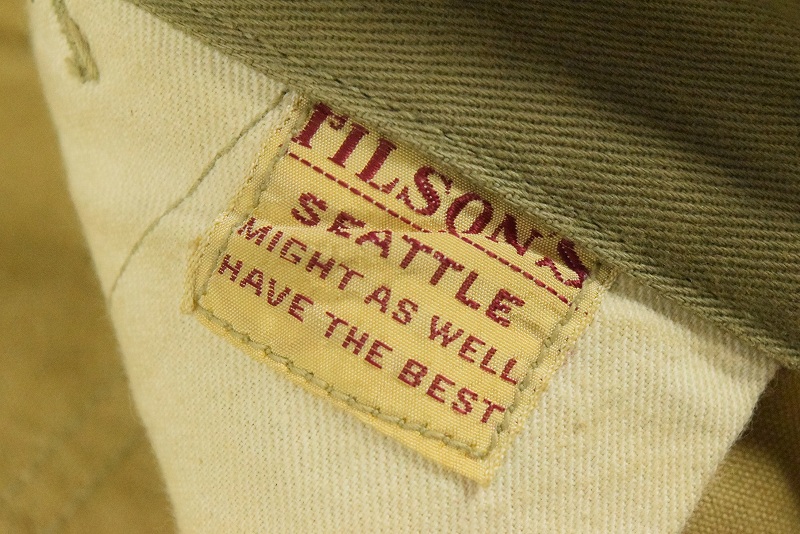 FILSON'S
SEATTLE
MIGHT AS WELL
HAVE THE BEST